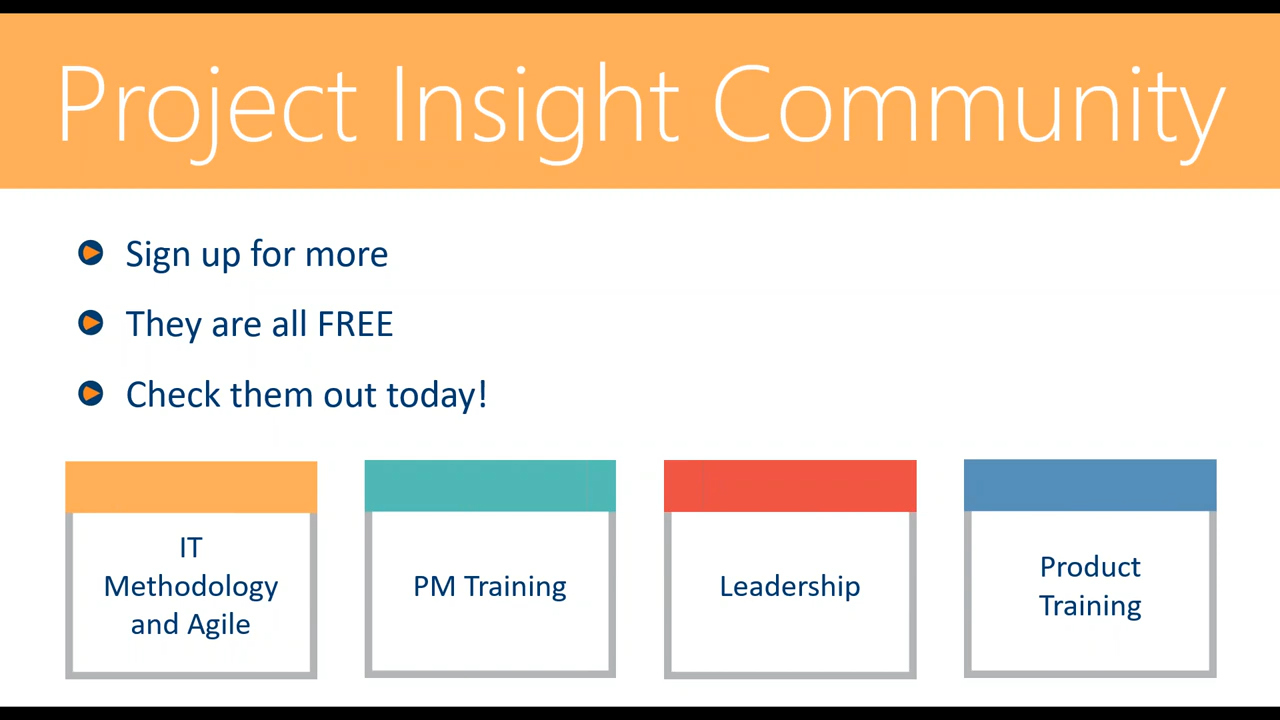 Project Insight Community
Sign up for more
They are all FREE
Check them out today!
IT
Methodology
and Agile
PM Training
Leadership
Product
Training